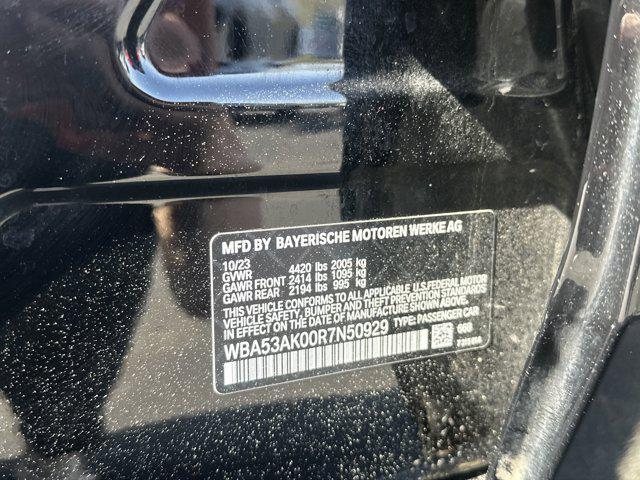 MFD BY BAYERISCHE MOTOREN WERKE AG
10/23
GVWR 4420 lbs 2005 kg
GAWR FRONT 2414 lbs 1095 kg
GAWR REAR 2194 lbs 995 kg
THIS VEHICLE CONFORMS TO ALL APPLICABLE U.S. FEDERAL MOTOR
VEHICLE SAFETY, BUMPER AND THEFT PREVENTION STANDARDS
IN EFFECT ON THE DATE OF MANUFACTURE SHOWN ABOVE.
WBA53AK00R7N50929 TYPE: PASSENGER CAR